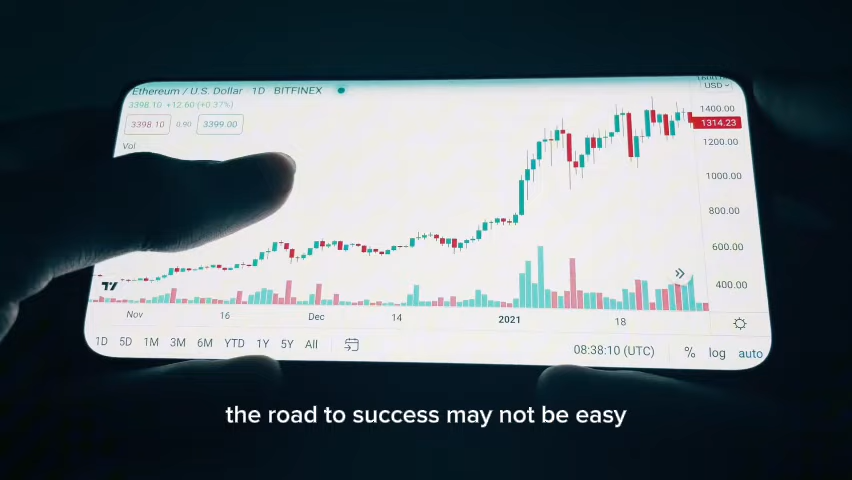 Ethereum / U.S. Dollar 1D BITFINEX
3398.10 +12.60 (+0.37%)
3398.10 0.90 3399.00
Vol
USD
1400.00
1314.23
1200.00
1000.00
800.00
600.00
400.00
Nov 16 Dec 14 2021 18
1D 5D 1M 3M 6M YTD 1Y 5Y All
08:38:10 (UTC) % log auto
the road to success may not be easy